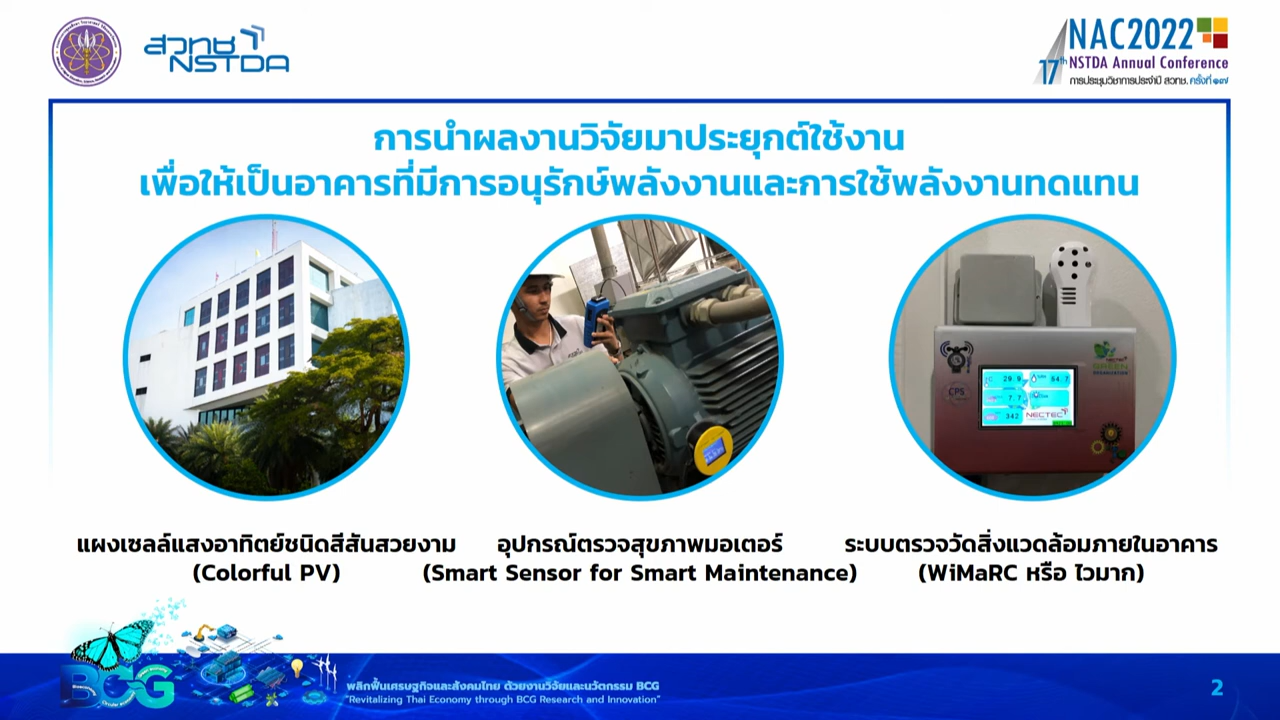 สวทช
NSTDA
NAC2022
17th NSTDA Annual Conference
การประชุมวิชาการประจำปี สวทช. ครั้งที่ ๑๗
การนำผลงานวิจัยมาประยุกต์ใช้งาน
เพื่อให้เป็นอาคารที่มีการอนุรักษ์พลังงานและการใช้พลังงานทดแทน
CPS
NECTEC
GREEN
29.9
54.7
7.7
342
NECTEC
แผงเซลล์แสงอาทิตย์ชนิดสีสันสวยงาม
(Colorful PV)
อุปกรณ์ตรวจสุขภาพมอเตอร์
(Smart Sensor for Smart Maintenance)
ระบบตรวจวัดสิ่งแวดล้อมภายในอาคาร
(WiMaRC หรือ ไวมาก)
BCG
พลิกฟื้นเศรษฐกิจและสังคมไทย ด้วยงานวิจัยและนวัตกรรม BCG
"Revitalizing Thai Economy through BCG Research and Innovation"
2